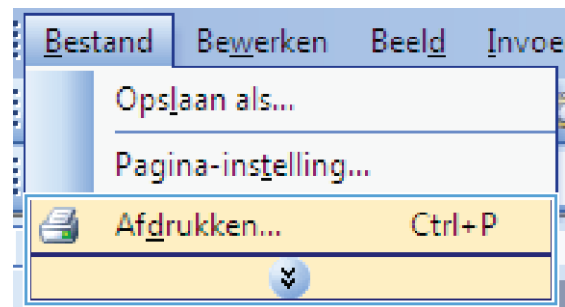 Bestand Bewerken Beeld Invoe
Opslaan als...
Pagina-instelling...
Afdrukken... Ctrl+P